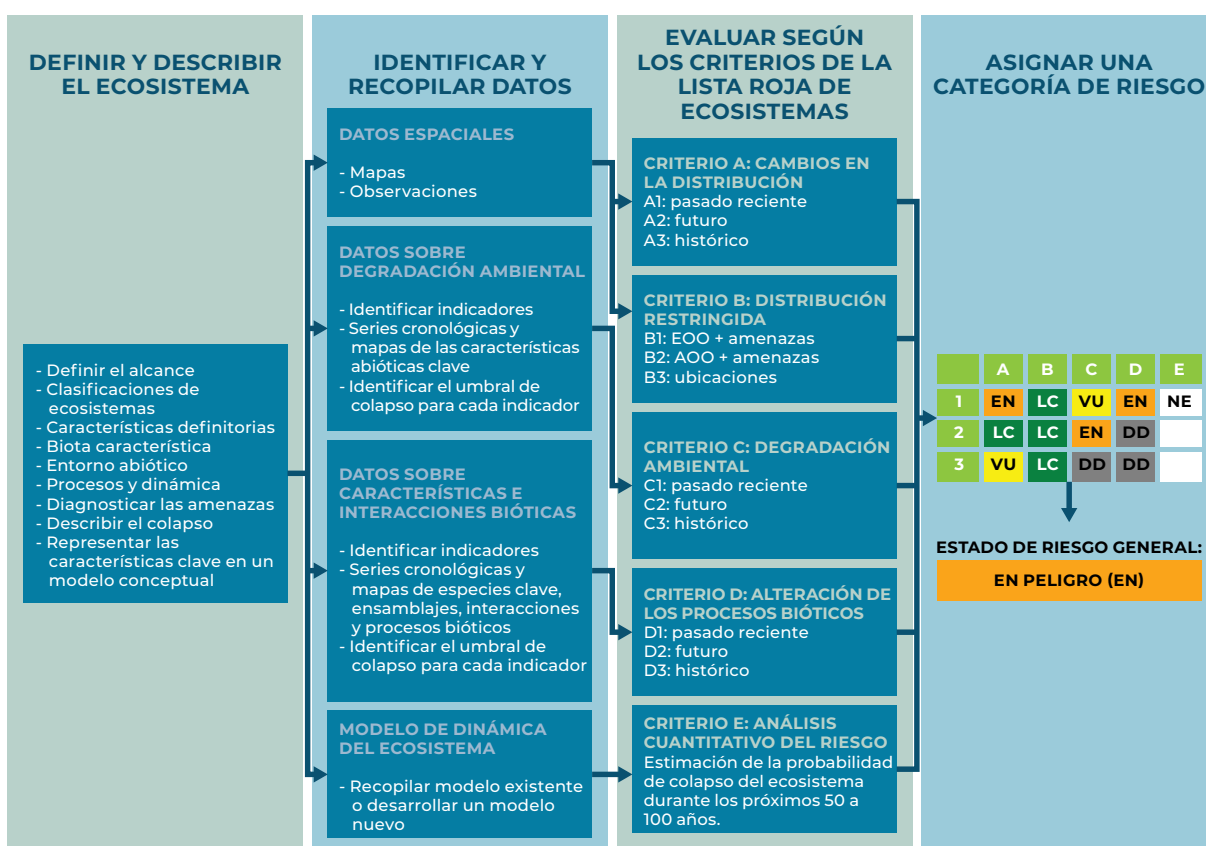 DEFINIR Y DESCRIBIR
EL ECOSISTEMA
- Definir el alcance
- Clasificaciones de
ecosistemas
- Características definitorias
- Biota característica
- Entorno abiótico
- Procesos y dinámica
- Diagnosticar las amenazas
- Describir el colapso
- Representar las
características clave en un
modelo conceptual
IDENTIFICAR Y
RECOPILAR DATOS
DATOS ESPACIALES
- Mapas
- Observaciones
DATOS SOBRE
DEGRADACIÓN AMBIENTAL
- Identificar indicadores
- Series cronológicas y
mapas de las características
abióticas clave
- Identificar el umbral de
colapso para cada indicador
DATOS SOBRE
CARACTERÍSTICAS E
INTERACCIONES BIÓTICAS
- Identificar indicadores
- Series cronológicas y
mapas de especies clave,
ensamblajes, interacciones
y procesos bióticos
- Identificar el umbral de
colapso para cada indicador
MODELO DE DINÁMICA
DEL ECOSISTEMA
- Recopilar modelo existente
o desarrollar un modelo
nuevo
EVALUAR SEGÚN
LOS CRITERIOS DE LA
LISTA ROJA DE
ECOSISTEMAS
CRITERIO A: CAMBIOS EN
LA DISTRIBUCIÓN
A1: pasado reciente
A2: futuro
A3: histórico
CRITERIO B: DISTRIBUCIÓN
RESTRINGIDA
B1: EOO + amenazas
B2: AOO + amenazas
B3: ubicaciones
CRITERIO C: DEGRADACIÓN
AMBIENTAL
C1: pasado reciente
C2: futuro
C3: histórico
CRITERIO D: ALTERACIÓN DE
LOS PROCESOS BIÓTICOS
D1: pasado reciente
D2: futuro
D3: histórico
CRITERIO E: ANÁLISIS
CUANTITATIVO DEL RIESGO
Estimación de la probabilidad
de colapso del ecosistema
durante los próximos 50 a
100 años.
ASIGNAR UNA
CATEGORÍA DE RIESGO
A B C D E
1 EN LC VU EN NE
2 LC LC EN DD
3 VU LC DD DD
ESTADO DE RIESGO GENERAL:
EN PELIGRO (EN)